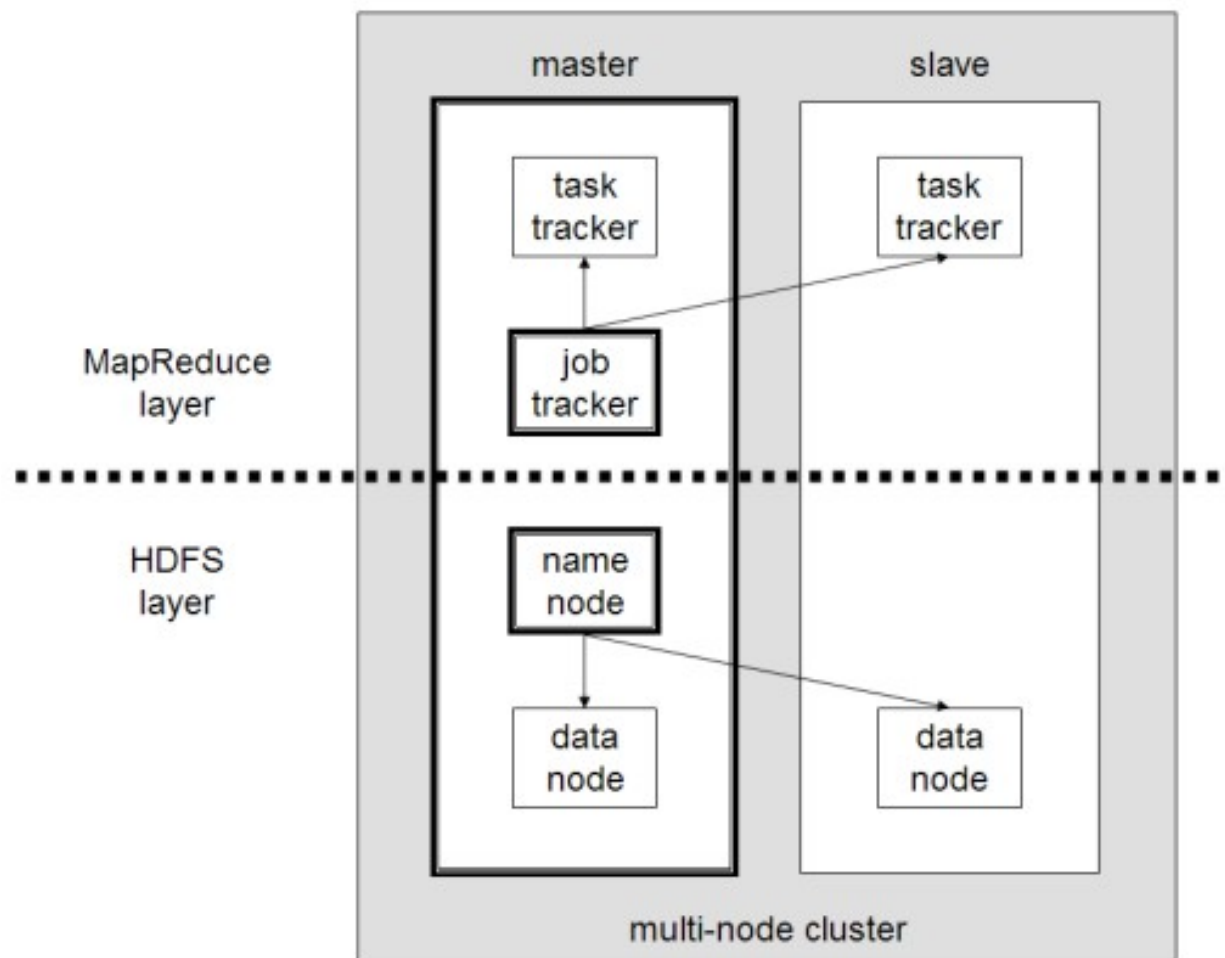 master
slave
task
tracker
task
tracker
MapReduce
layer
job
tracker
HDFS
layer
name
node
data
node
data
node
multi-node cluster